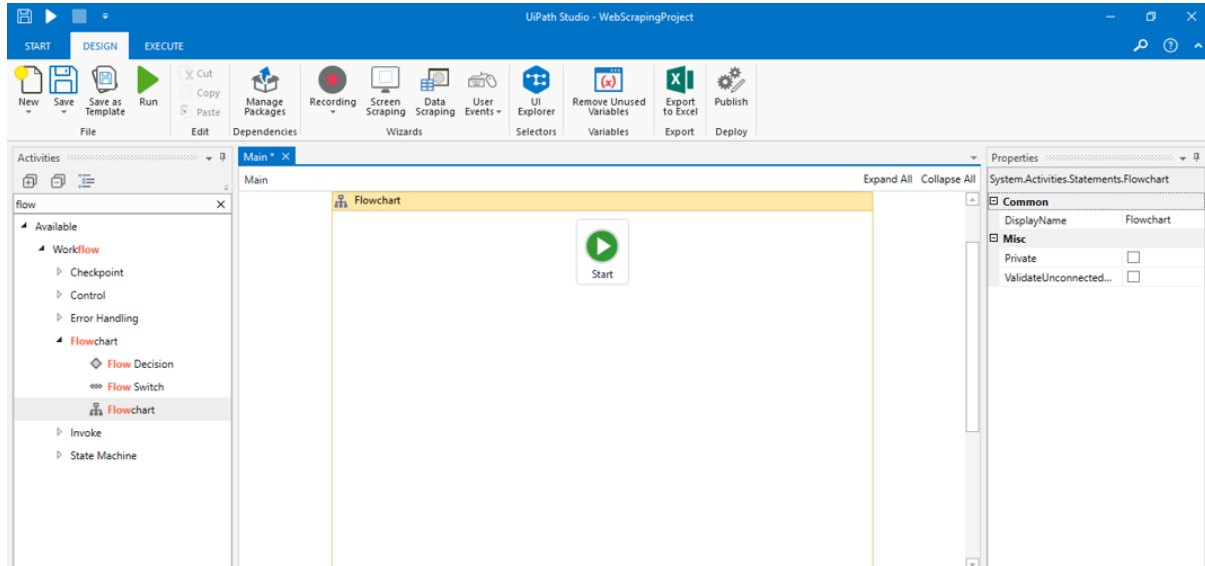 UiPath Studio - WebScrapingProject
START DESIGN EXECUTE
New Save Save as Template Run
Cut
Copy
Paste
Manage Packages
Recording Screen Scraping Data Scraping User Events
UI Explorer
Remove Unused Variables
Export to Excel
Publish
File Edit Dependencies Wizards Selectors Variables Export Deploy
Activities
flow
Available
Workflow
Checkpoint
Control
Error Handling
Flowchart
Flow Decision
Flow Switch
Flowchart
Invoke
State Machine
Main *
Main Expand All Collapse All
Flowchart
Start
Properties
System.Activities.Statements.Flowchart
Common
DisplayName Flowchart
Misc
Private
ValidateUnconnected...